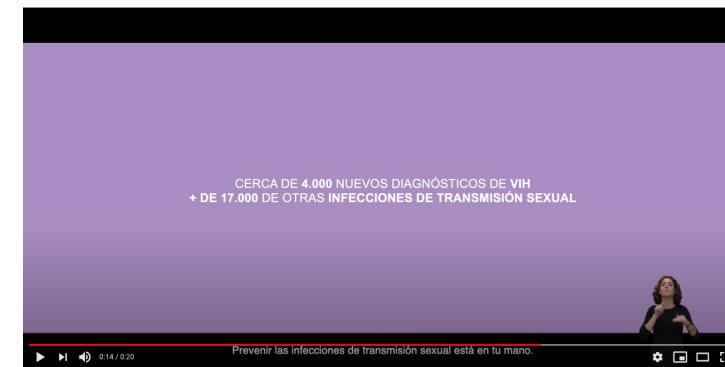 CERCA DE 4.000 NUEVOS DIAGNÓSTICOS DE VIH
+ DE 17.000 DE OTRAS INFECCIONES DE TRANSMISIÓN SEXUAL
Prevenir las infecciones de transmisión sexual está en tu mano.
0:14 / 0:20